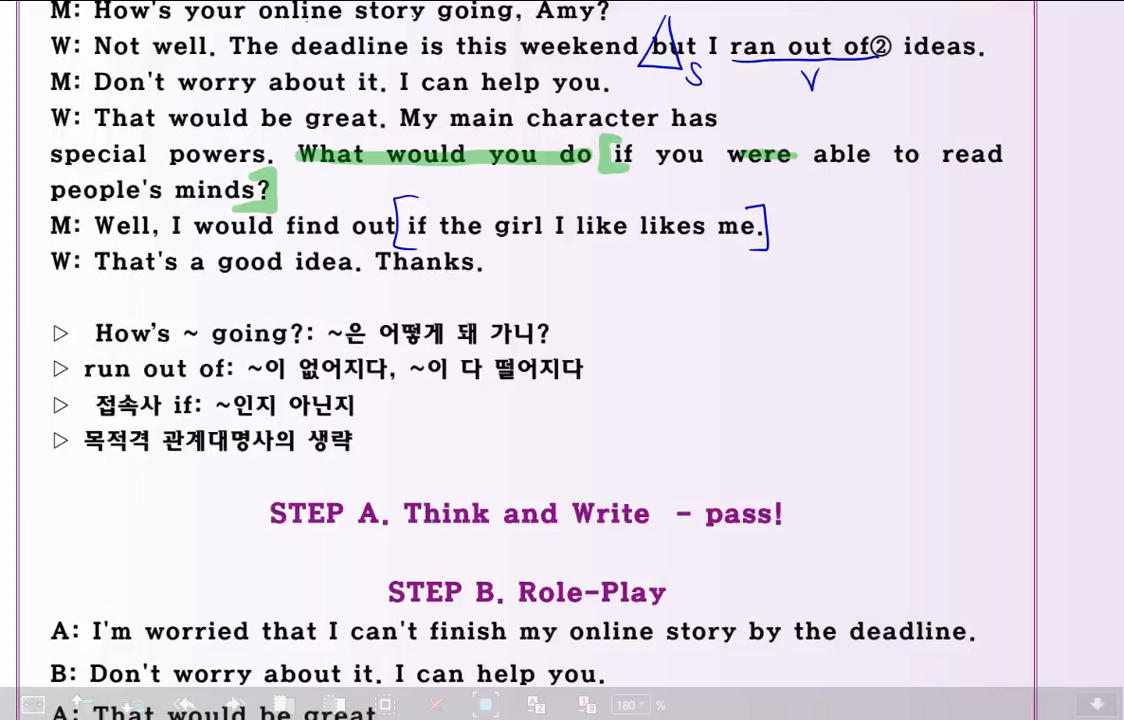 M: How's your online story going, Amy?
W: Not well. The deadline is this weekend but I ran out of② ideas.
S V
M: Don't worry about it. I can help you.
W: That would be great. My main character has
special powers. What would you do if you were able to read
people's minds?
M: Well, I would find out if the girl I like likes me.
W: That's a good idea. Thanks.
▷ How's ~ going?: ~은 어떻게 돼 가니?
▷ run out of: ~이 없어지다, ~이 다 떨어지다
▷ 접속사 if: ~인지 아닌지
▷ 목적격 관계대명사의 생략
STEP A. Think and Write - pass!
STEP B. Role-Play
A: I'm worried that I can't finish my online story by the deadline.
B: Don't worry about it. I can help you.
A: That would be great.
180 %